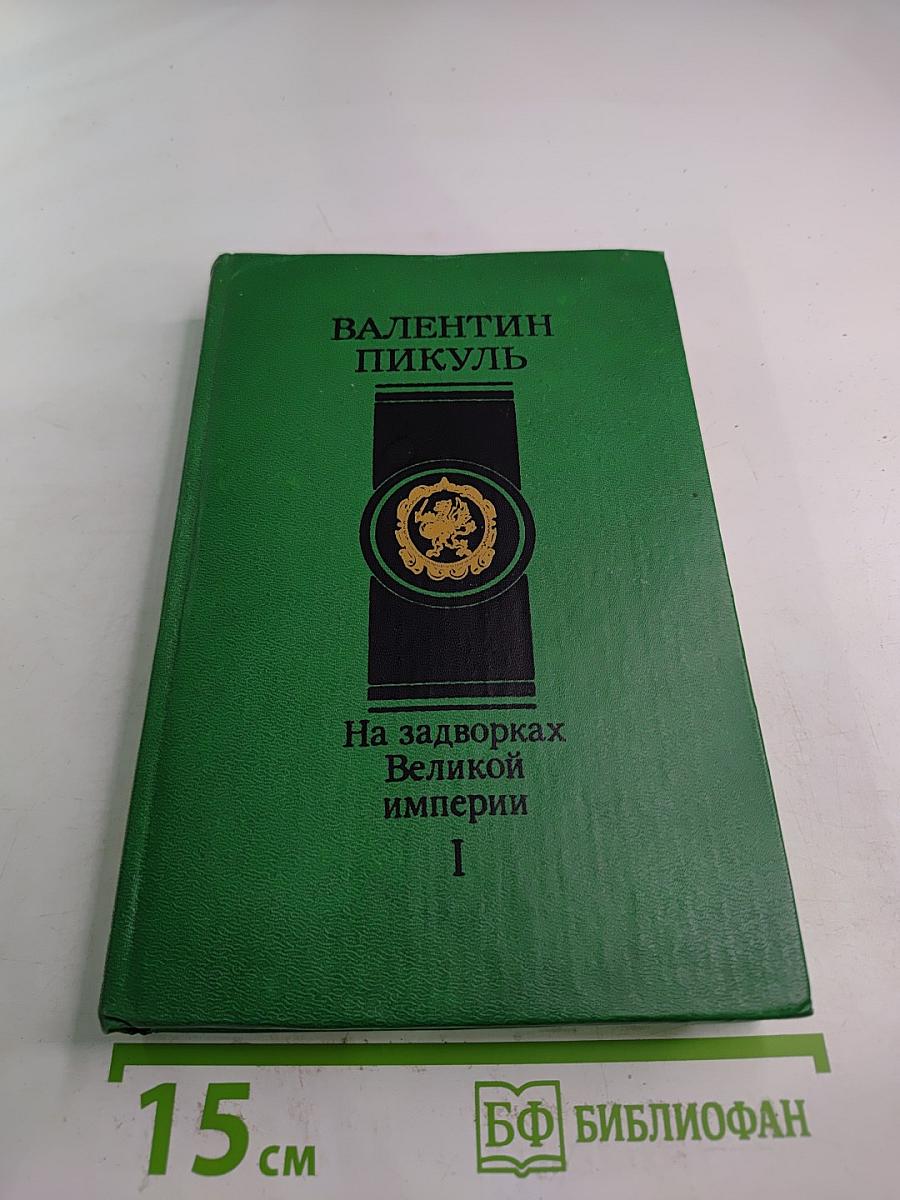 ВАЛЕНТИН
ПИКУЛЬ
На задворках
Великой
империи
I
15 см
БФ БИБЛИОФАН